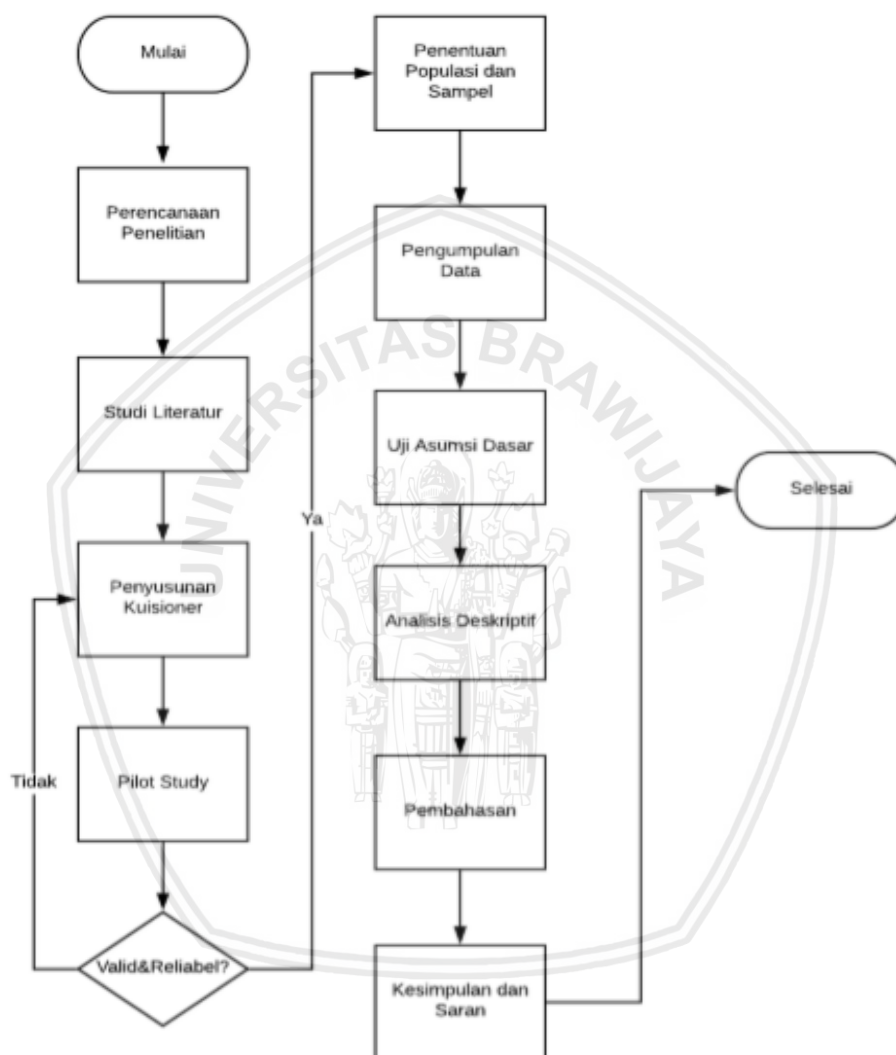 Mulai
Perencanaan
Penelitian
Studi Literatur
Penyusunan
Kuisioner
Pilot Study
Tidak
Valid&Reliabel?
Ya
Penentuan
Populasi dan
Sampel
Pengumpulan
Data
Uji Asumsi Dasar
Analisis Deskriptif
Pembahasan
Kesimpulan dan
Saran
Selesai
UNIVERSITAS BRAWIJAYA